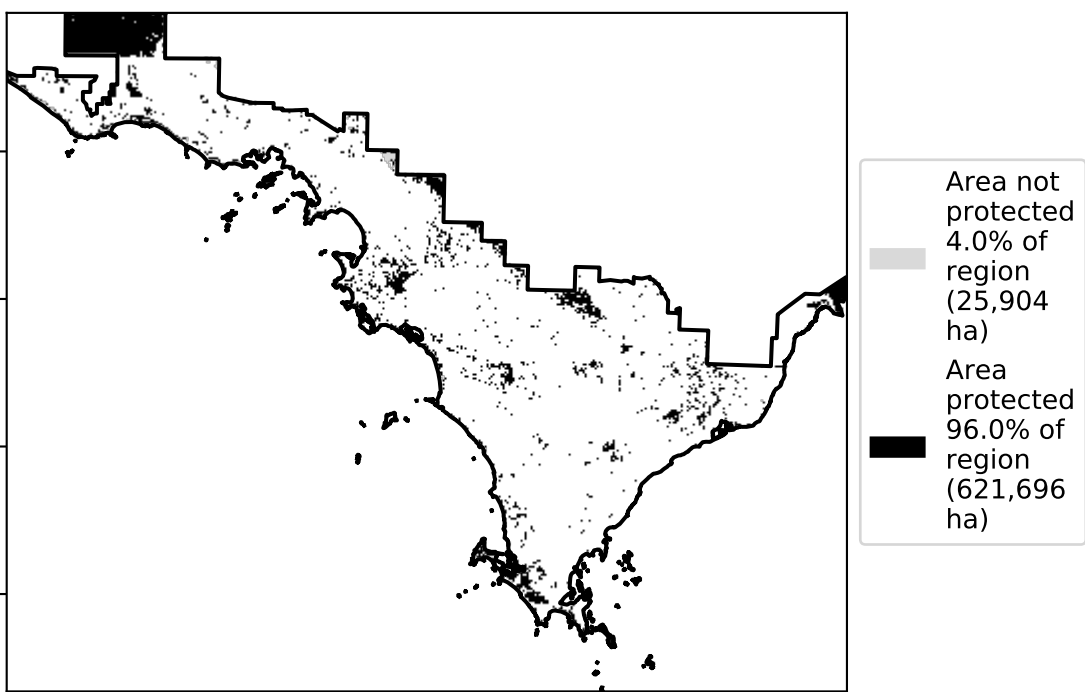 Area not
protected
4.0% of
region
(25,904
ha)
Area
protected
96.0% of
region
(621,696
ha)